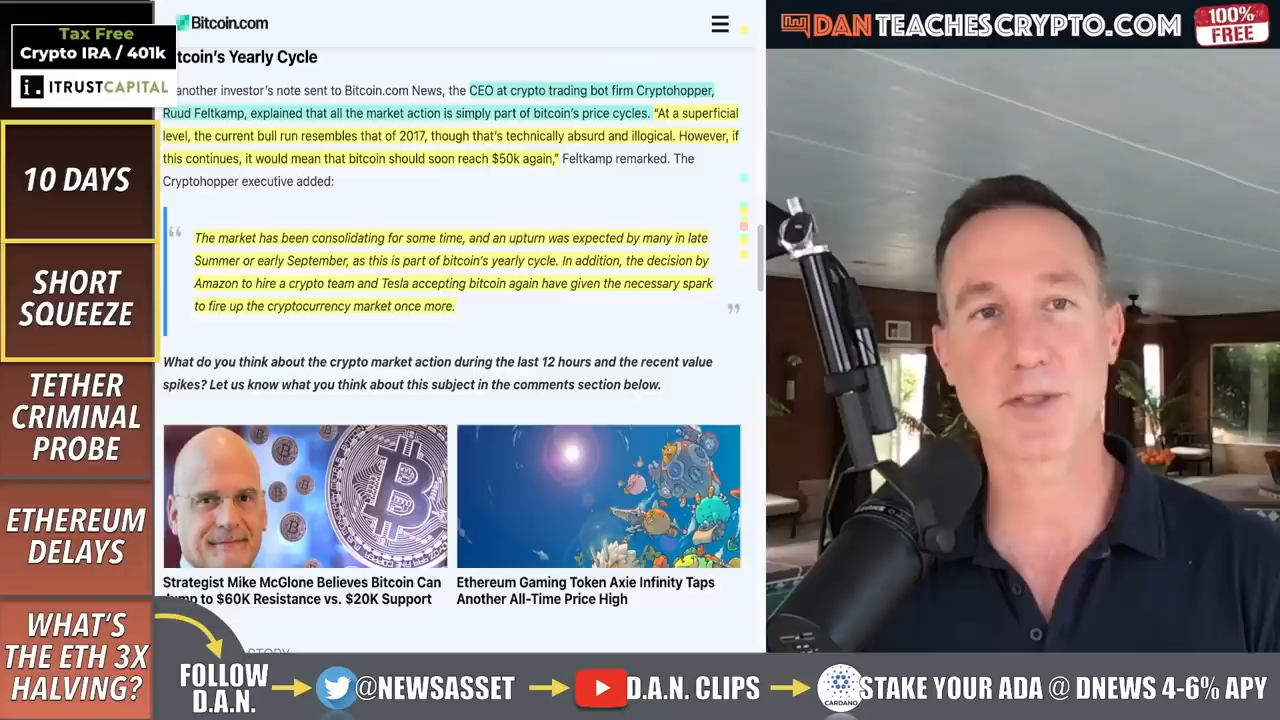 Tax Free
Crypto IRA / 401k
i. ITRUSTCAPITAL
10 DAYS
SHORT
SQUEEZE
TETHER
CRIMINAL
PROBE
ETHEREUM
DELAYS
WHAT'S
THE ETH 3X
HALVING?
Bitcoin.com
tcoin's Yearly Cycle
another investor's note sent to Bitcoin.com News, the CEO at crypto trading bot firm Cryptohopper,
Ruud Feltkamp, explained that all the market action is simply part of bitcoin's price cycles. “At a superficial
level, the current bull run resembles that of 2017, though that's technically absurd and illogical. However, if
this continues, it would mean that bitcoin should soon reach $50k again,” Feltkamp remarked. The
Cryptohopper executive added:
“
The market has been consolidating for some time, and an upturn was expected by many in late
Summer or early September, as this is part of bitcoin's yearly cycle. In addition, the decision by
Amazon to hire a crypto team and Tesla accepting bitcoin again have given the necessary spark
to fire up the cryptocurrency market once more.
”
What do you think about the crypto market action during the last 12 hours and the recent value
spikes? Let us know what you think about this subject in the comments section below.
Strategist Mike McGlone Believes Bitcoin Can
Jump to $60K Resistance vs. $20K Support
Ethereum Gaming Token Axie Infinity Taps
Another All-Time Price High
STORY
DANTEACHESCRYPTO.COM
100%
FREE
FOLLOW
D.A.N.
@NEWSASSET
D.A.N. CLIPS
CARDANO
STAKE YOUR ADA @ DNEWS 4-6% APY